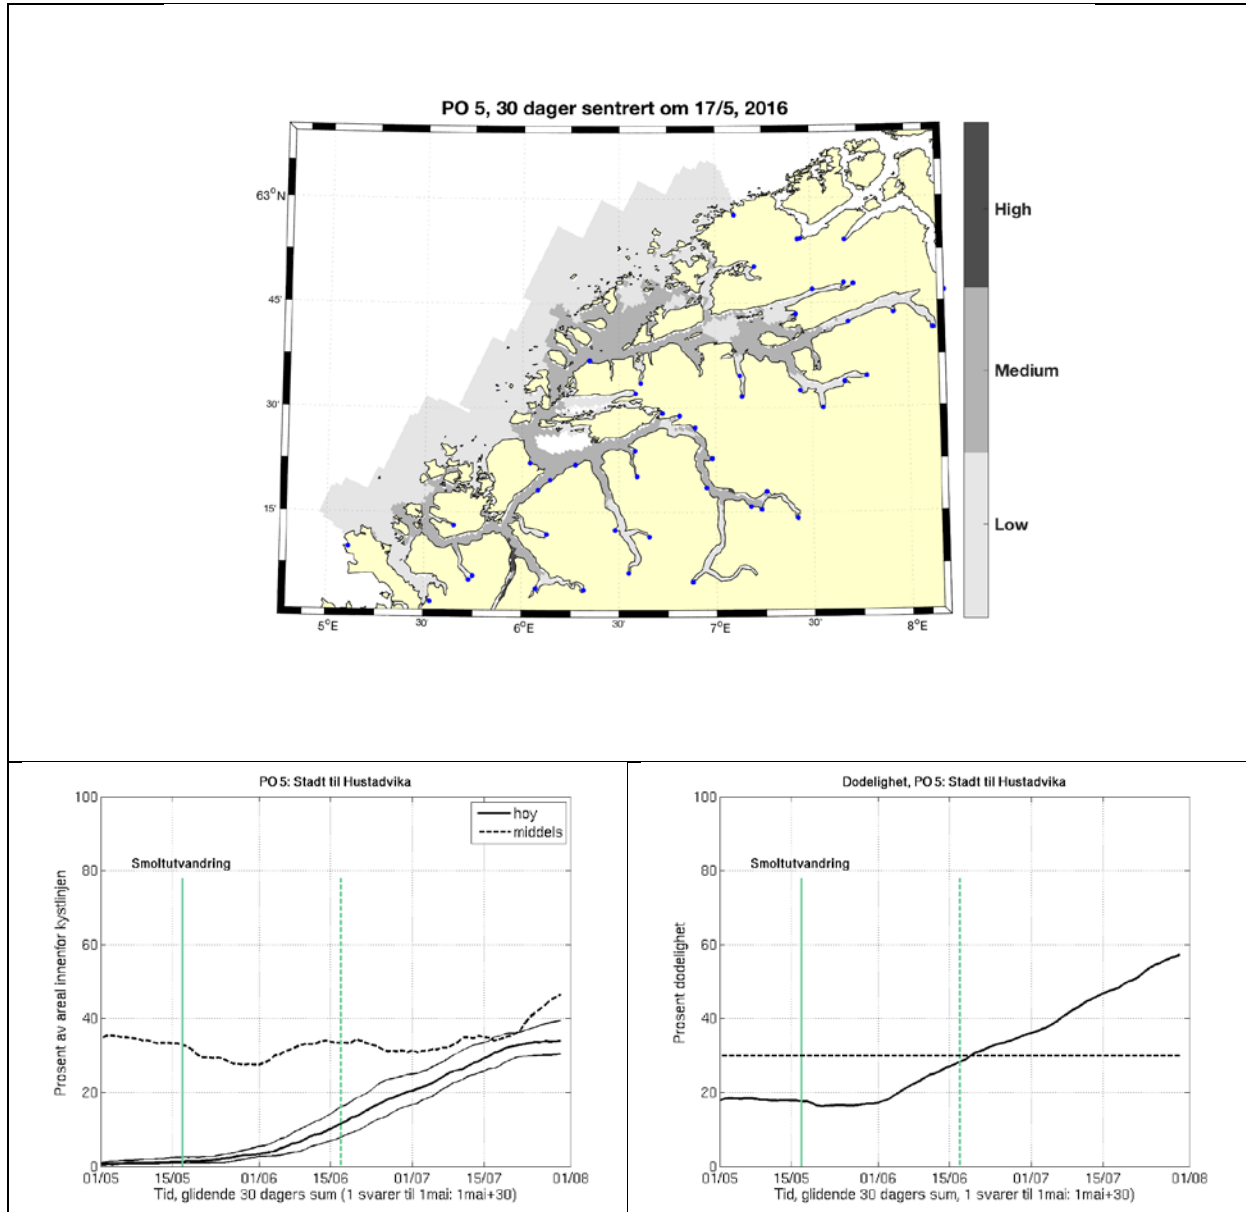 PO 5, 30 dager sentrert om 17/5, 2016
63°N
45'
30'
15'
5°E
30'
6°E
30'
7°E
30'
8°E
High
Medium
Low
PO 5: Stadt til Hustadvika
hoy
middels
Smoltutvandring
Prosent av areal innenfor kystlinjen
100
80
60
40
20
0
01/05
15/05
01/06
15/06
01/07
15/07
01/08
Tid, glidende 30 dagers sum (1 svarer til 1mai: 1mai+30)
Dodelighet, PO 5: Stadt til Hustadvika
Smoltutvandring
Prosent dodelighet
100
80
60
40
20
0
01/05
15/05
01/06
15/06
01/07
15/07
01/08
Tid, glidende 30 dagers sum, 1 svarer til 1mai: 1mai+30)